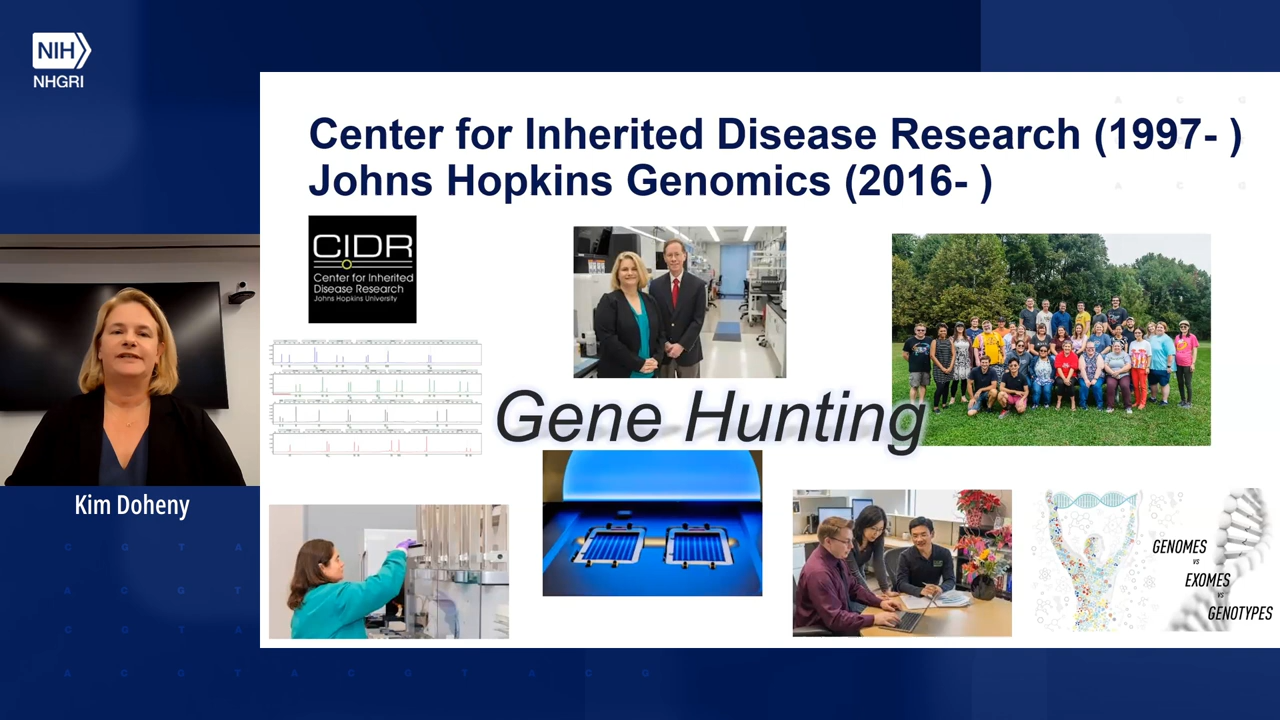 NIH
NHGRI
Center for Inherited Disease Research (1997- )
Johns Hopkins Genomics (2016- )
CIDR
Center for Inherited
Disease Research
Johns Hopkins University
Gene Hunting
Kim Doheny
GENOMES
vs
EXOMES
vs
GENOTYPES
A C G
A C G
C G T A
A C G T A
C G T A
A C G T A C G T A C G